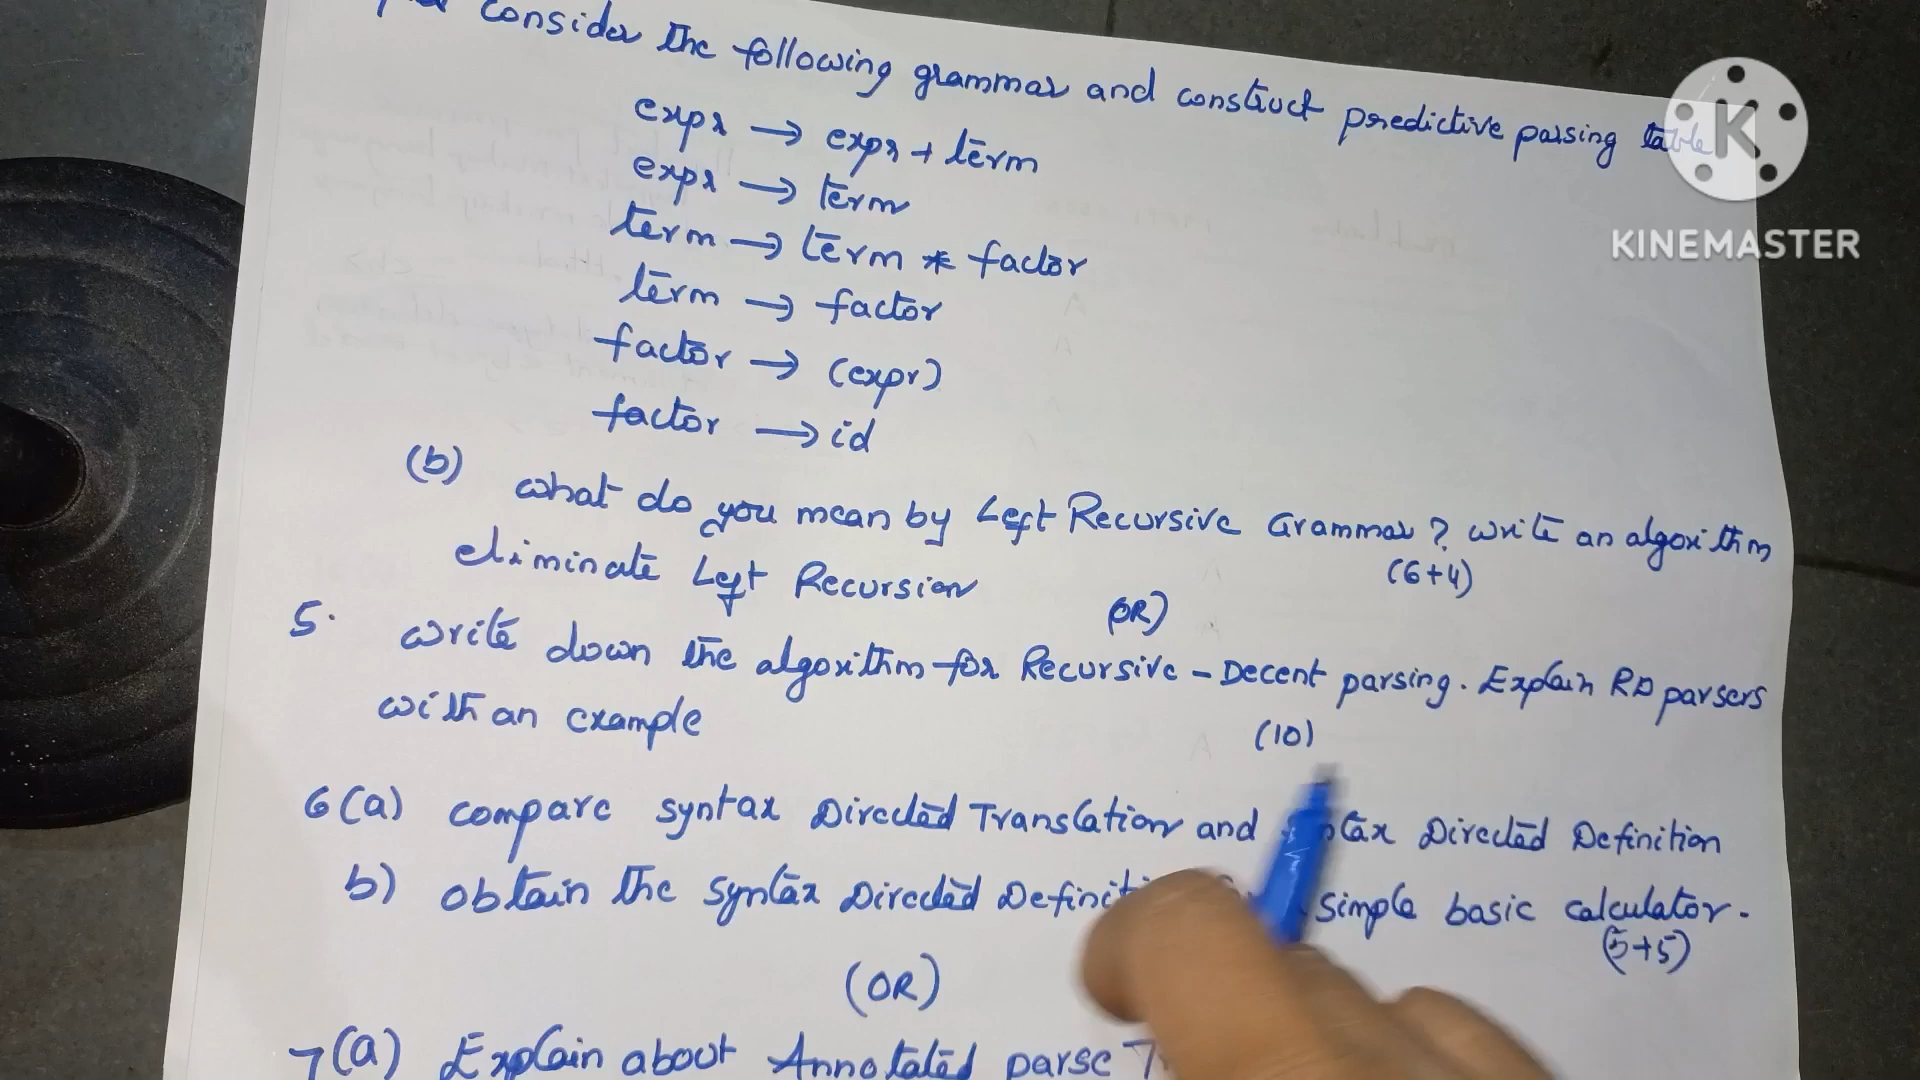 consider the following grammar and construct predictive parsing table
expr → expr + term
expr → term
term → term * factor
term → factor
factor → (expr)
factor → id
(b) what do you mean by Left Recursive Grammar? write an algorithm
eliminate Left Recursion (6+4)
(OR)
5. write down the algorithm for Recursive - Decent parsing. Explain RD parsers
with an example (10)
6(a) compare syntax Directed Translation and Directed Definition
b) obtain the syntax Directed simple basic calculator.
(5+5)
(OR)
7(a) Explain about Annotated parse
K
KINEMASTER